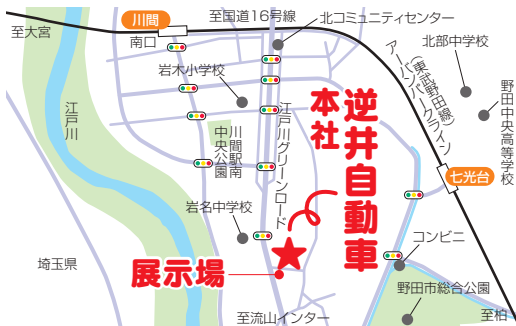 川間
至国道16号線
北コミュニティセンター
至大宮
南口
北部中学校
岩木小学校
アーバンパークライン
(東武野田線)
野田中央高等学校
江戸川
江戸川グリーンロード
川間駅南
中央公園
逆井自動車
本社
七光台
岩名中学校
コンビニ
埼玉県
展示場
野田市総合公園
至流山インター
至柏